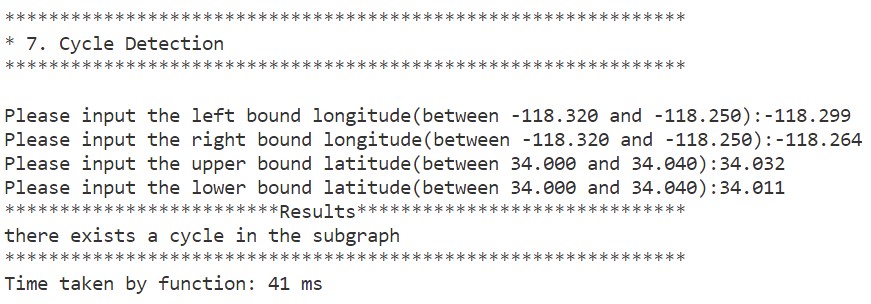 **************************************************************
* 7. Cycle Detection
**************************************************************
Please input the left bound longitude(between -118.320 and -118.250):-118.299
Please input the right bound longitude(between -118.320 and -118.250):-118.264
Please input the upper bound latitude(between 34.000 and 34.040):34.032
Please input the lower bound latitude(between 34.000 and 34.040):34.011
*************************Results******************************
there exists a cycle in the subgraph
**************************************************************
Time taken by function: 41 ms